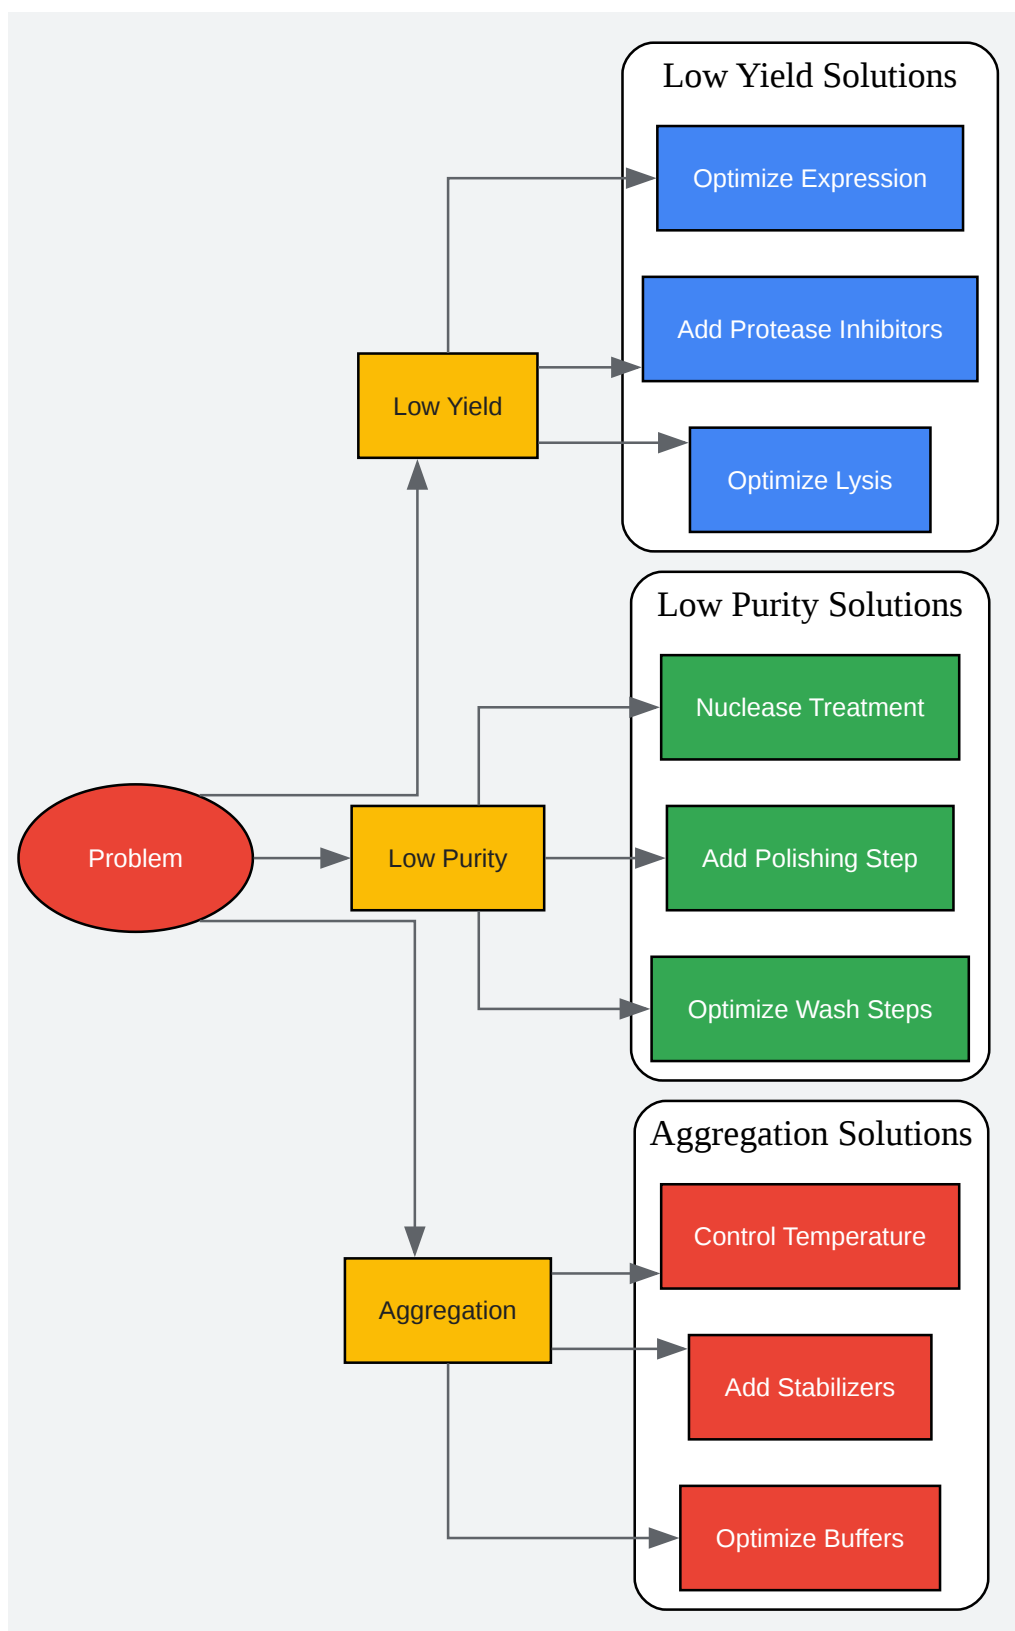 Problem
Low Yield
Low Purity
Aggregation
Low Yield Solutions
Optimize Expression
Add Protease Inhibitors
Optimize Lysis
Low Purity Solutions
Nuclease Treatment
Add Polishing Step
Optimize Wash Steps
Aggregation Solutions
Control Temperature
Add Stabilizers
Optimize Buffers